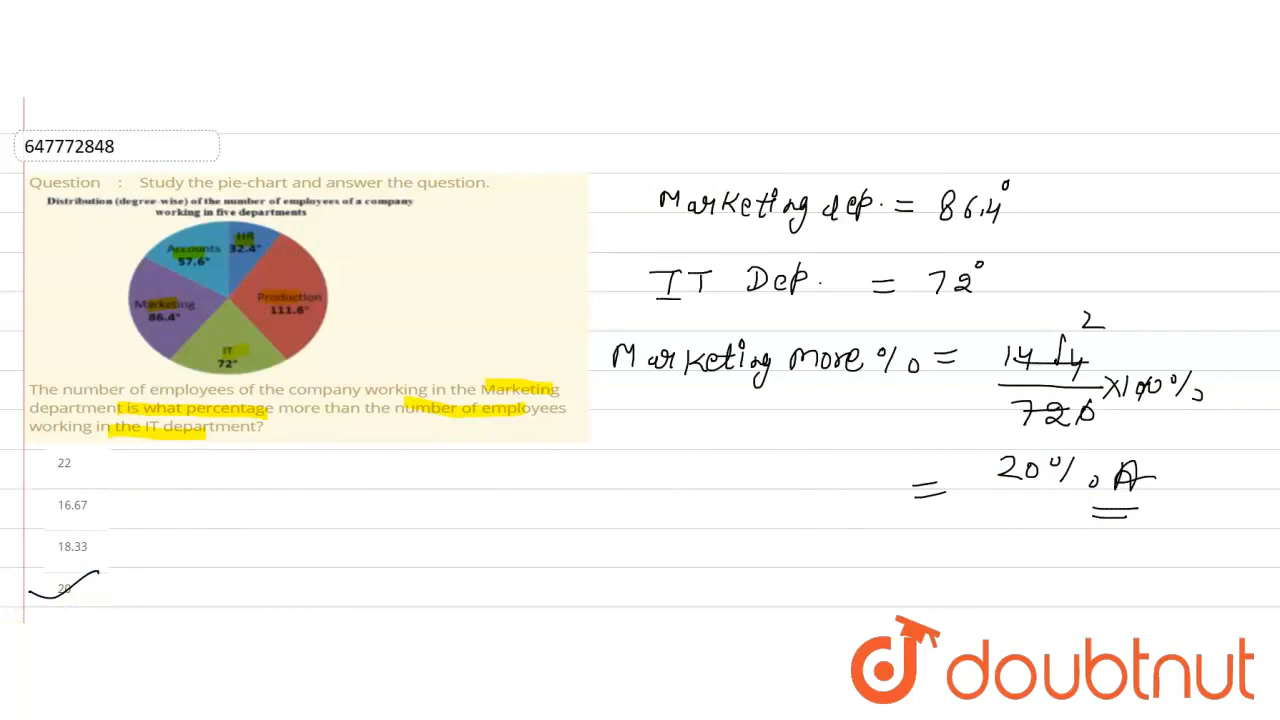 647772848
Question : Study the pie-chart and answer the question.
Distribution (degree-wise) of the number of employees of a company
working in five departments
HR
32.4°
Accounts
57.6°
Production
111.6°
Marketing
86.4°
IT
72°
The number of employees of the company working in the Marketing
department is what percentage more than the number of employees
working in the IT department?
22
16.67
18.33
20
Marketing dep. = 86.4°
IT Dep. = 72°
2
Marketing more % = 14.4
720 ×100%
= 20% A
doubtnut